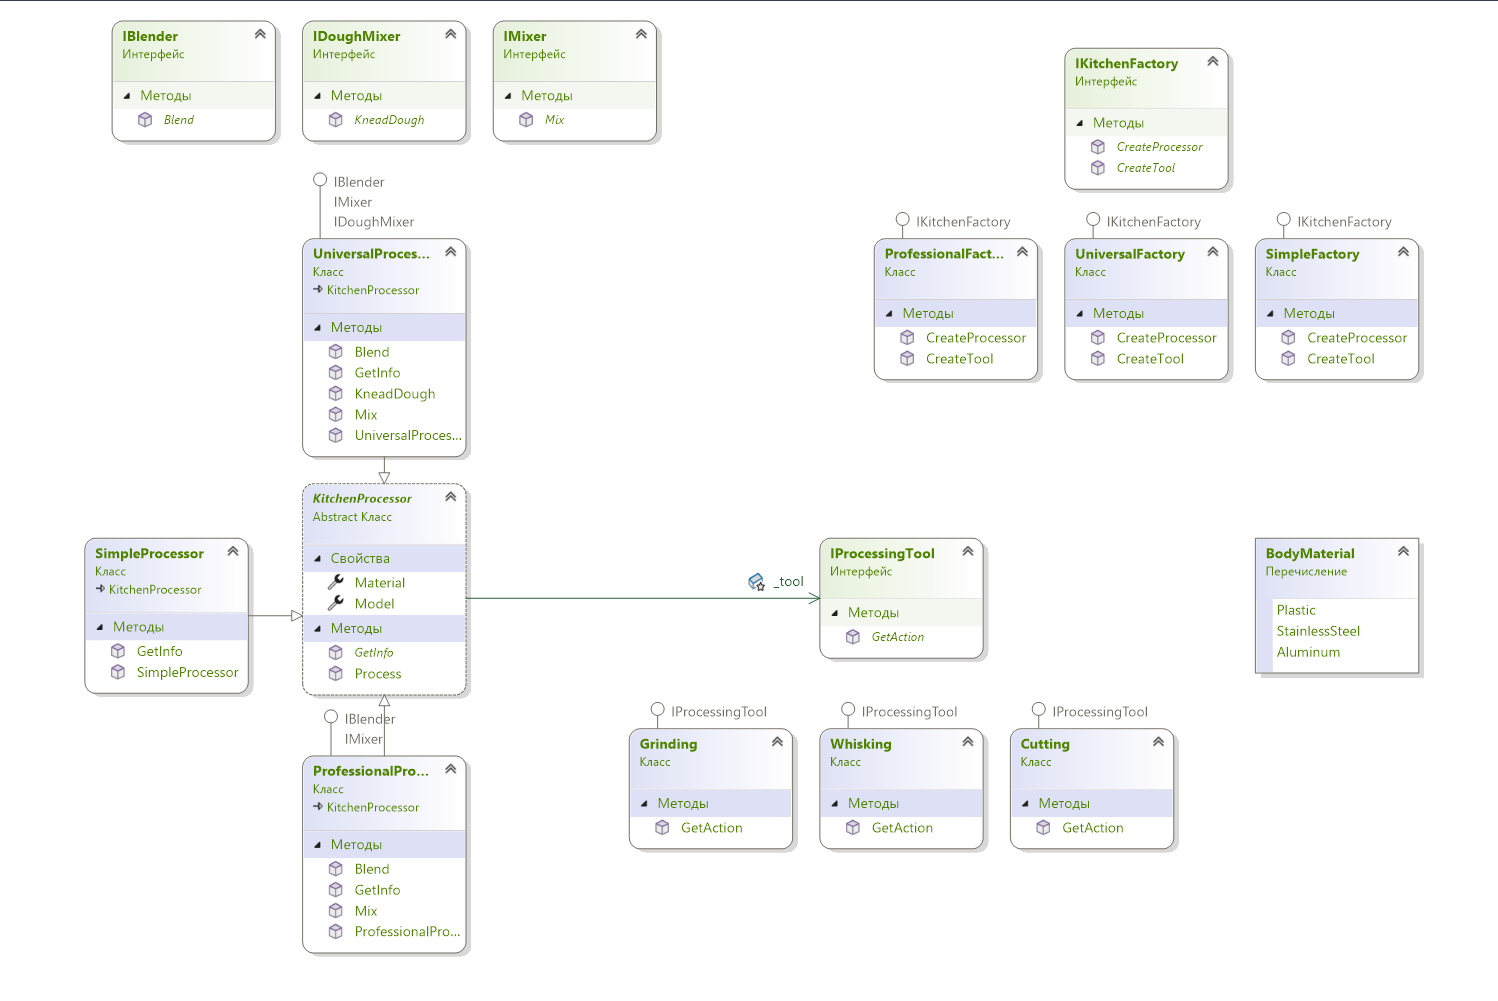 IBlender
Интерфейс
Методы
Blend
IDoughMixer
Интерфейс
Методы
KneadDough
IMixer
Интерфейс
Методы
Mix
IKitchenFactory
Интерфейс
Методы
CreateProcessor
CreateTool
IBlender
IMixer
IDoughMixer
UniversalProces...
Класс
KitchenProcessor
Методы
Blend
GetInfo
KneadDough
Mix
UniversalProces...
IKitchenFactory
ProfessionalFact...
Класс
Методы
CreateProcessor
CreateTool
IKitchenFactory
UniversalFactory
Класс
Методы
CreateProcessor
CreateTool
IKitchenFactory
SimpleFactory
Класс
Методы
CreateProcessor
CreateTool
KitchenProcessor
Abstract Класс
Свойства
Material
Model
Методы
GetInfo
Process
SimpleProcessor
Класс
KitchenProcessor
Методы
GetInfo
SimpleProcessor
_tool
IProcessingTool
Интерфейс
Методы
GetAction
BodyMaterial
Перечисление
Plastic
StainlessSteel
Aluminum
IBlender
IMixer
ProfessionalPro...
Класс
KitchenProcessor
Методы
Blend
GetInfo
Mix
ProfessionalPro...
IProcessingTool
Grinding
Класс
Методы
GetAction
IProcessingTool
Whisking
Класс
Методы
GetAction
IProcessingTool
Cutting
Класс
Методы
GetAction